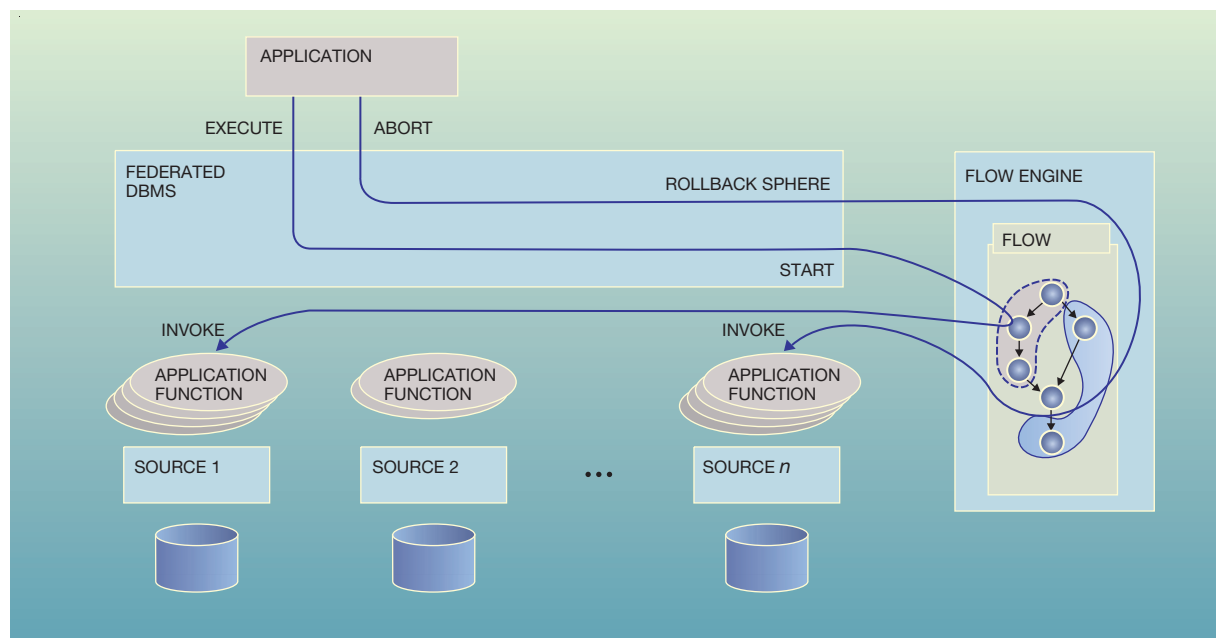 APPLICATION
EXECUTE
ABORT
FEDERATED
DBMS
ROLLBACK SPHERE
START
FLOW ENGINE
FLOW
INVOKE
INVOKE
APPLICATION
FUNCTION
APPLICATION
FUNCTION
APPLICATION
FUNCTION
SOURCE 1
SOURCE 2
...
SOURCE n